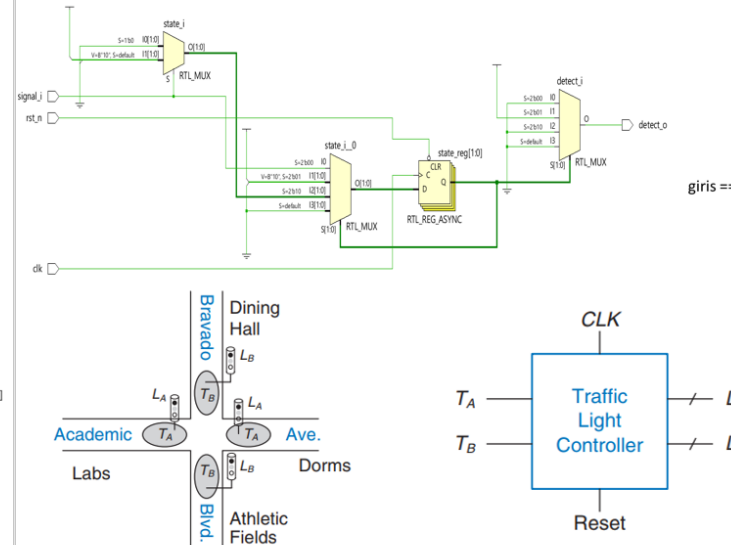 state_i
S=1'b0 I0[1:0]
V=B"10", S=default I1[1:0]
O[1:0]
S
RTL_MUX
signal_i
rst_n
state_i__0
S=2'b00 I0
V=B"10", S=2'b01 I1[1:0]
S=2'b10 I2[1:0]
S=default I3[1:0]
O[1:0]
S[1:0]
RTL_MUX
state_reg[1:0]
CLR
C
D
Q
RTL_REG_ASYNC
detect_i
S=2'b00 I0
S=2'b01 I1
S=2'b10 I2
S=default I3
O
S[1:0]
RTL_MUX
detect_o
giris ==
clk
Bravado
Dining
Hall
LB
TB
LA
LA
Academic
TA
TA
Ave.
Labs
TB
LB
Dorms
Blvd.
Athletic
Fields
CLK
TA
TB
Traffic
Light
Controller
L
L
Reset